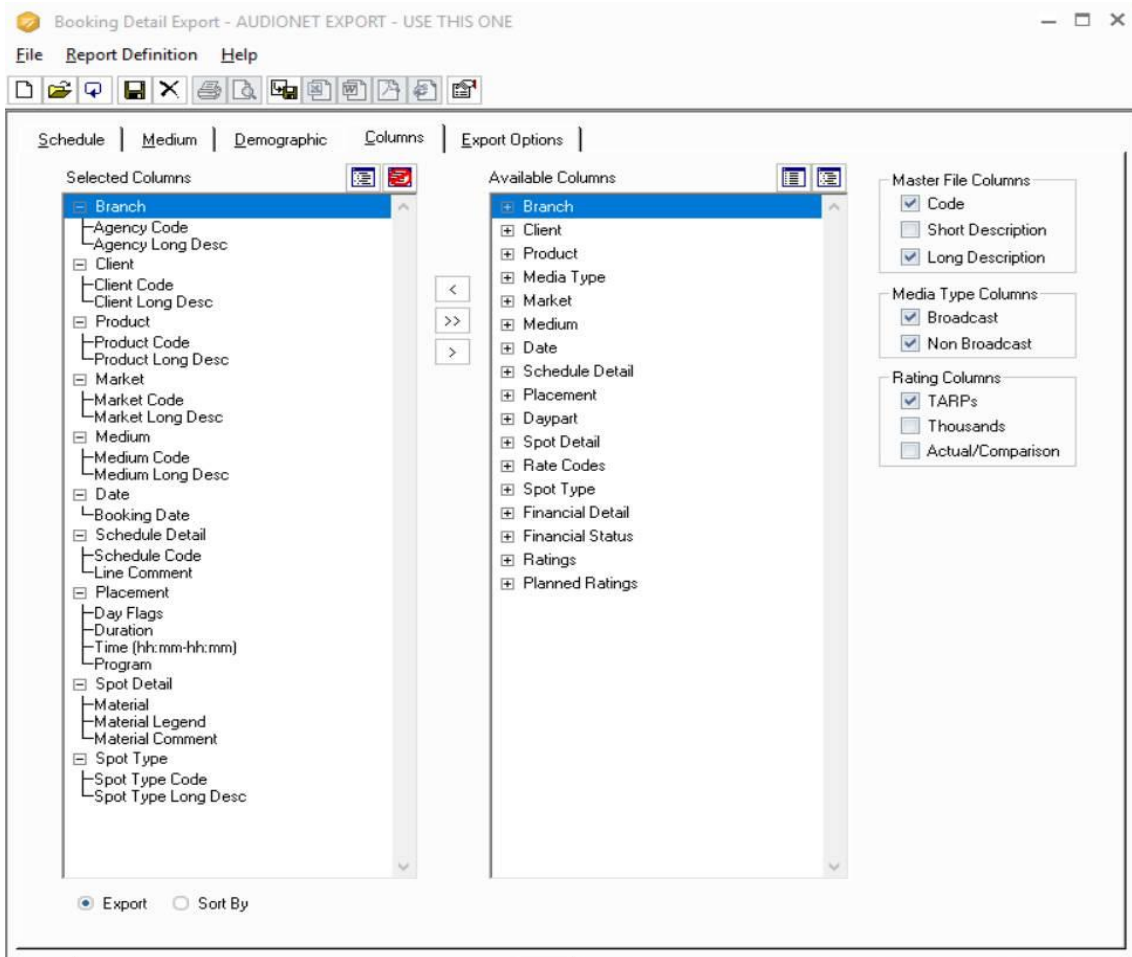 Booking Detail Export - AUDIONET EXPORT - USE THIS ONE
File Report Definition Help
Schedule Medium Demographic Columns Export Options
Selected Columns
Branch
Agency Code
Agency Long Desc
Client
Client Code
Client Long Desc
Product
Product Code
Product Long Desc
Market
Market Code
Market Long Desc
Medium
Medium Code
Medium Long Desc
Date
Booking Date
Schedule Detail
Schedule Code
Line Comment
Placement
Day Flags
Duration
Time (hh:mm-hh:mm)
Program
Spot Detail
Material
Material Legend
Material Comment
Spot Type
Spot Type Code
Spot Type Long Desc
Export Sort By
<
>>
>
Available Columns
Branch
Client
Product
Media Type
Market
Medium
Date
Schedule Detail
Placement
Daypart
Spot Detail
Rate Codes
Spot Type
Financial Detail
Financial Status
Ratings
Planned Ratings
Master File Columns
Code
Short Description
Long Description
Media Type Columns
Broadcast
Non Broadcast
Rating Columns
TARPs
Thousands
Actual/Comparison